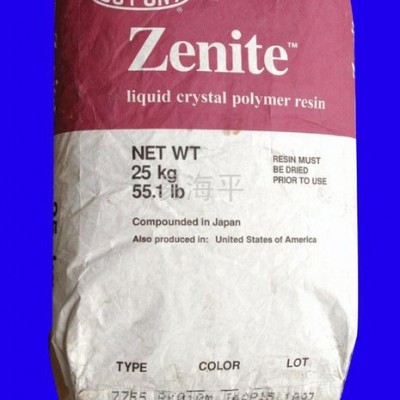 Zenite™
liquid crystal polymer resin
NET WT
25 kg
55.1 lb
RESIN MUST
BE DRIED
PRIOR TO USE
海平
Compounded in Japan
Also produced in: United States of America
TYPE COLOR LOT
7755